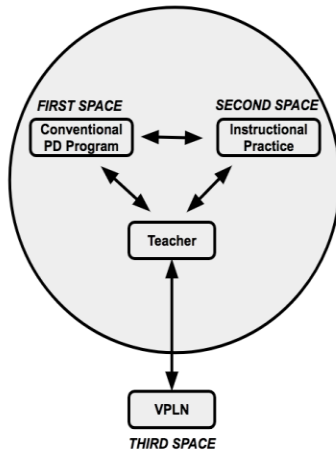 FIRST SPACE
Conventional
PD Program
SECOND SPACE
Instructional
Practice
Teacher
VPLN
THIRD SPACE